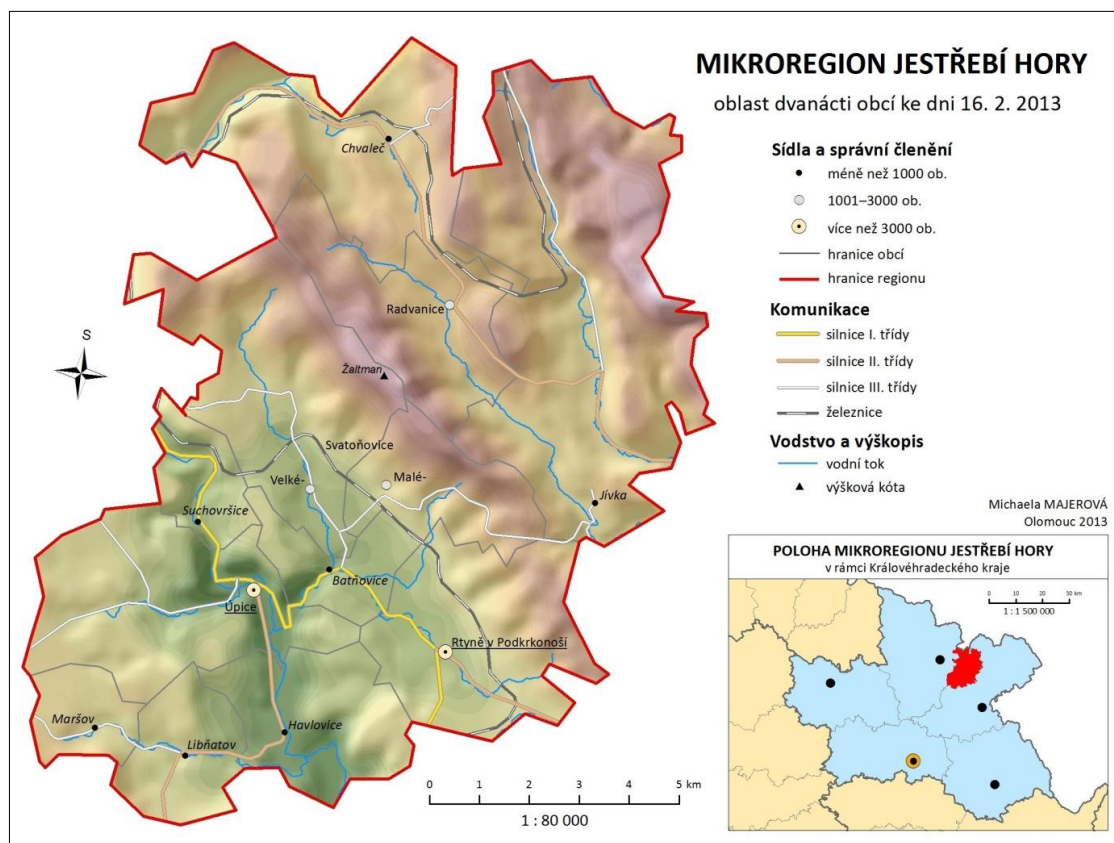 MIKROREGION JESTŘEBÍ HORY
oblast dvanácti obcí ke dni 16. 2. 2013
Sídla a správní členění
méně než 1000 ob.
1001–3000 ob.
více než 3000 ob.
hranice obcí
hranice regionu
Komunikace
silnice I. třídy
silnice II. třídy
silnice III. třídy
železnice
Vodstvo a výškopis
vodní tok
výšková kóta
Michaela MAJEROVÁ
Olomouc 2013
Chvaleč
Radvanice
Žaltman
S
Svatoňovice
Velké-
Malé-
Jívka
Suchovršice
Batňovice
Úpice
Rtyně v Podkrkonoší
Maršov
Havlovice
Libňatov
0 1 2 3 4 5 km
1 : 80 000
POLOHA MIKROREGIONU JESTŘEBÍ HORY
v rámci Královéhradeckého kraje
0 10 20 30 km
1 : 1 500 000